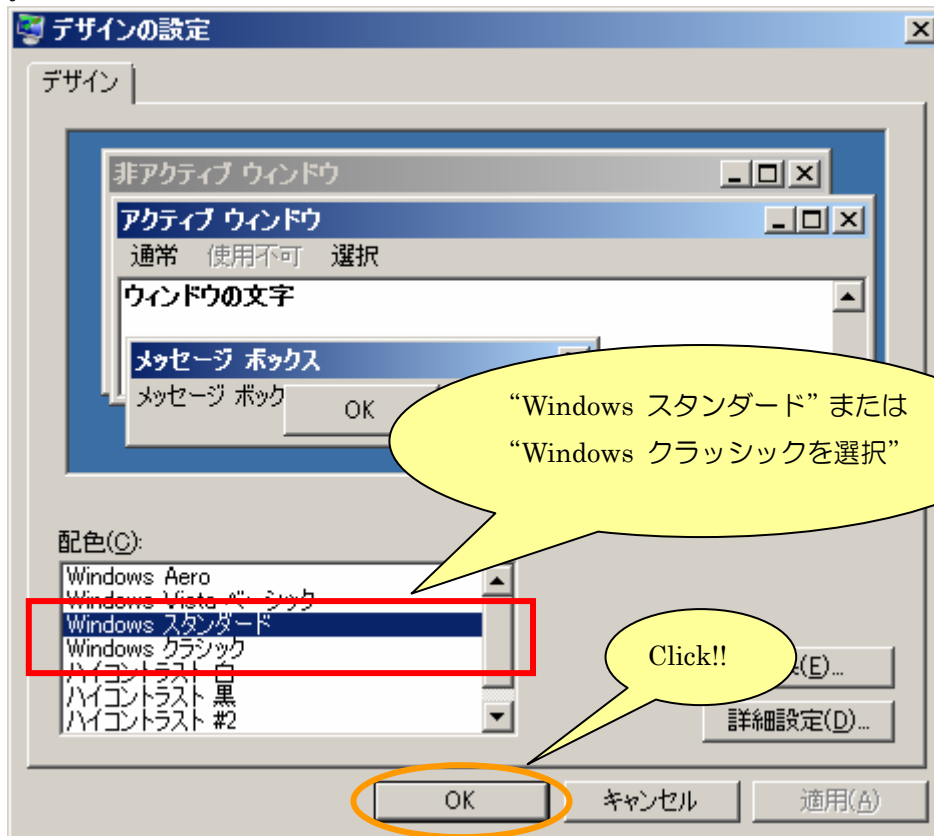 デザインの設定
デザイン
非アクティブ ウィンドウ
アクティブ ウィンドウ
通常 使用不可 選択
ウィンドウの文字
メッセージ ボックス
メッセージ ボック
OK
“Windows スタンダード” または
“Windows クラッシックを選択”
配色(C):
Windows Aero
Windows Vista ベーシック
Windows スタンダード
Windows クラシック
ハイコントラスト 白
ハイコントラスト 黒
ハイコントラスト #2
Click!!
(E)...
詳細設定(D)...
OK キャンセル 適用(A)